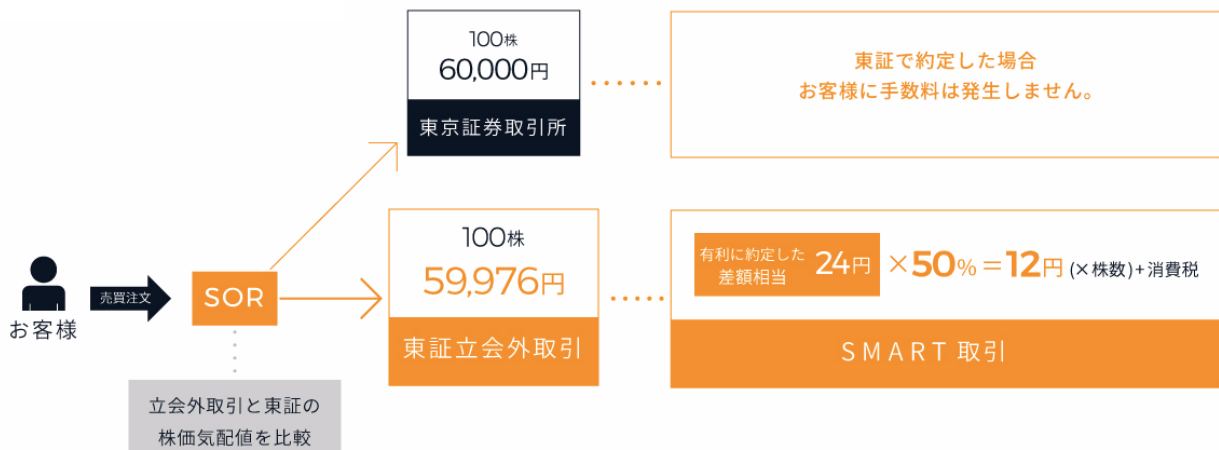 100株
60,000円
東京証券取引所
東証で約定した場合
お客様に手数料は発生しません。
お客様
売買注文
SOR
立会外取引と東証の
株価気配値を比較
100株
59,976円
東証立会外取引
有利に約定した
差額相当 24円 ×50%=12円 (×株数)+消費税
SMART取引